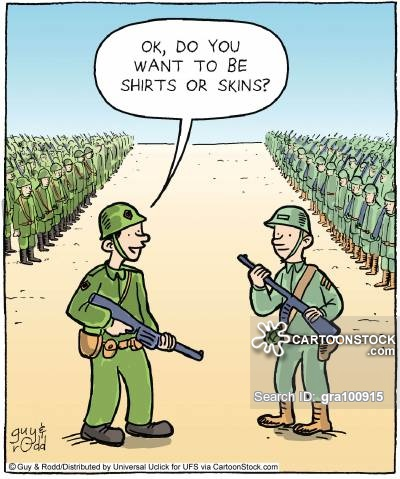 OK, DO YOU
WANT TO BE
SHIRTS OR SKINS?
CARTOONSTOCK
.com
Search ID: gra100915
guy &
rodd
© Guy & Rodd/Distributed by Universal Uclick for UFS via CartoonStock.com